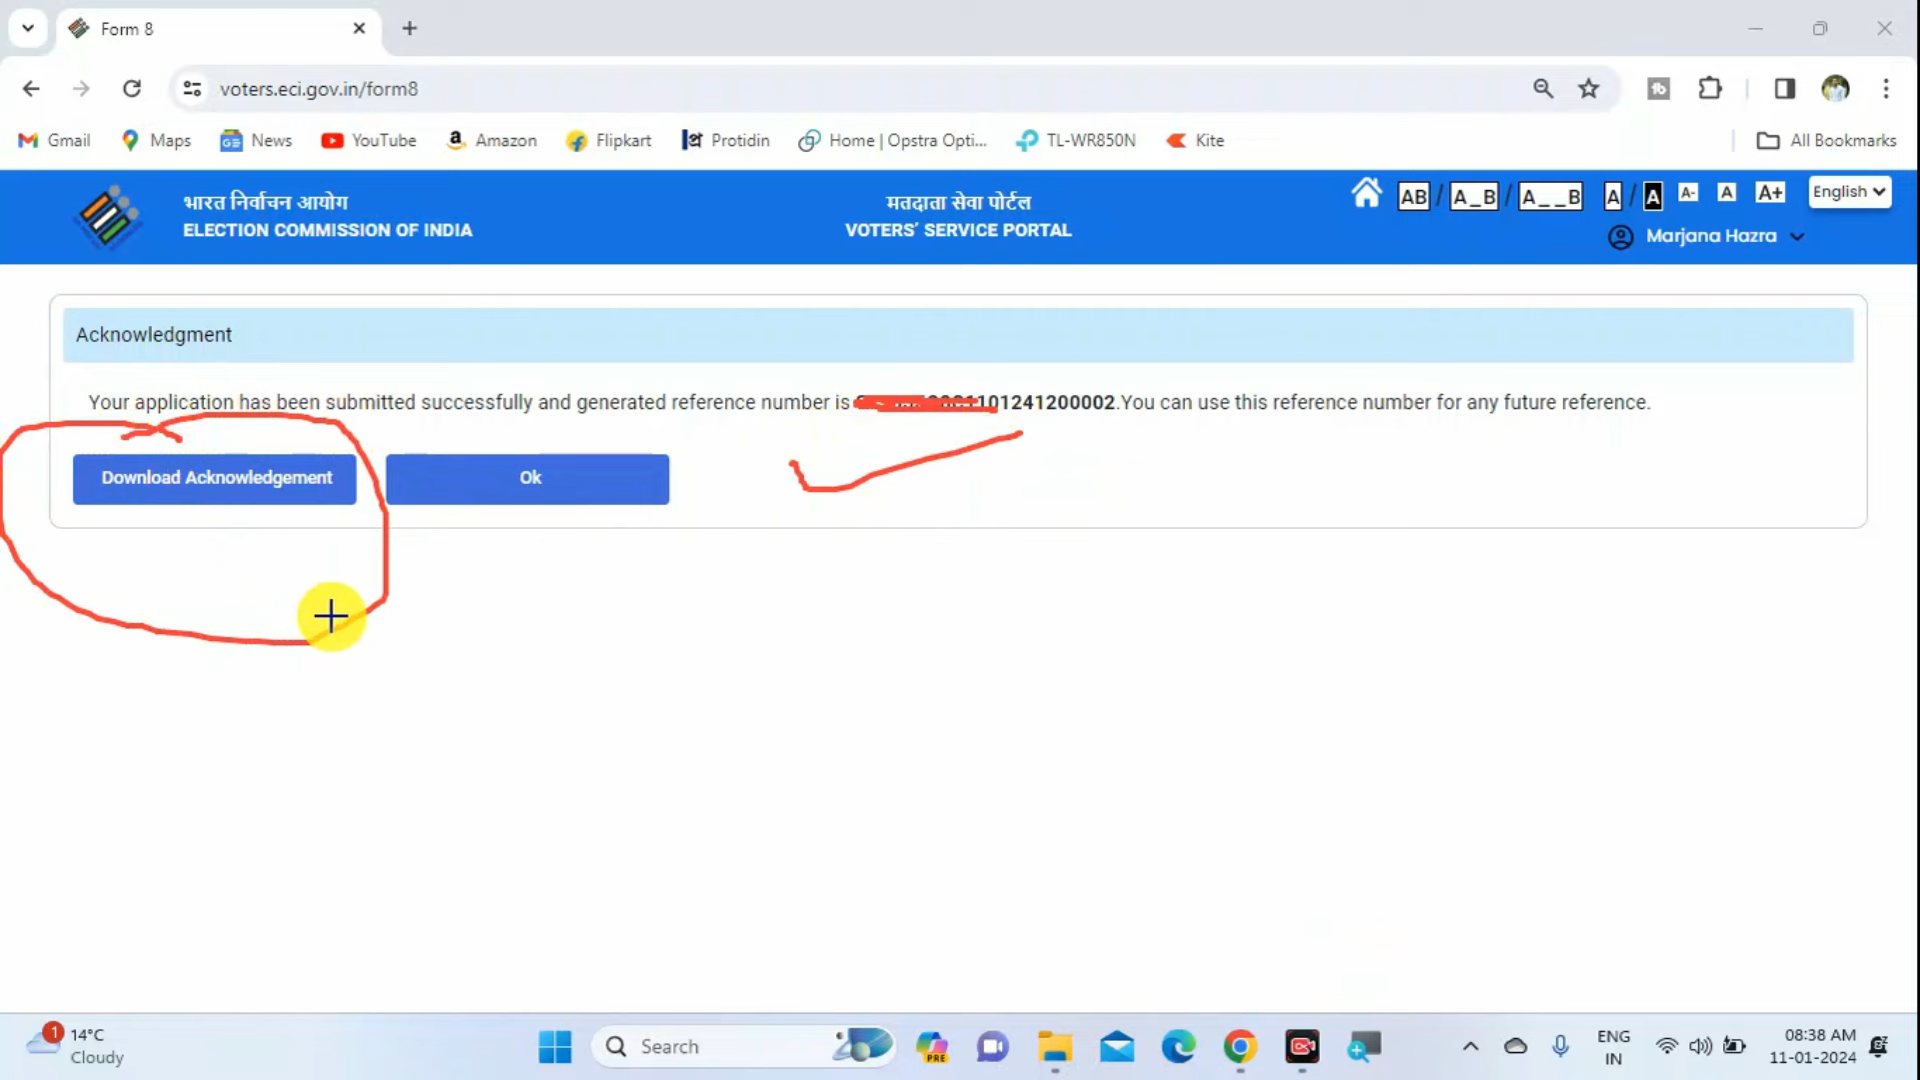 Form 8
voters.eci.gov.in/form8
Gmail Maps News YouTube Amazon Flipkart Protidin Home | Opstra Opti... TL-WR850N Kite All Bookmarks
भारत निर्वाचन आयोग
ELECTION COMMISSION OF INDIA
मतदाता सेवा पोर्टल
VOTERS' SERVICE PORTAL
AB / A_B / A__B A / A A- A A+ English
Marjana Hazra
Acknowledgment
Your application has been submitted successfully and generated reference number is 101241200002.You can use this reference number for any future reference.
Download Acknowledgement Ok
1 14°C
Cloudy
Search
PRE
ENG
IN
08:38 AM
11-01-2024